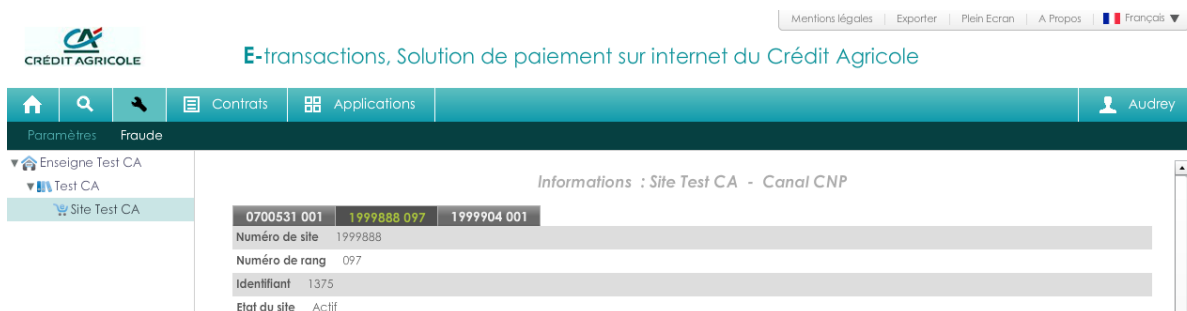 Mentions légales Exporter Plein Ecran A Propos Français
CRÉDIT AGRICOLE
E-transactions, Solution de paiement sur internet du Crédit Agricole
Contrats Applications Audrey
Paramètres Fraude
Enseigne Test CA
Test CA
Site Test CA
Informations : Site Test CA - Canal CNP
0700531 001 1999888 097 1999904 001
Numéro de site 1999888
Numéro de rang 097
Identifiant 1375
Etat du site Actif